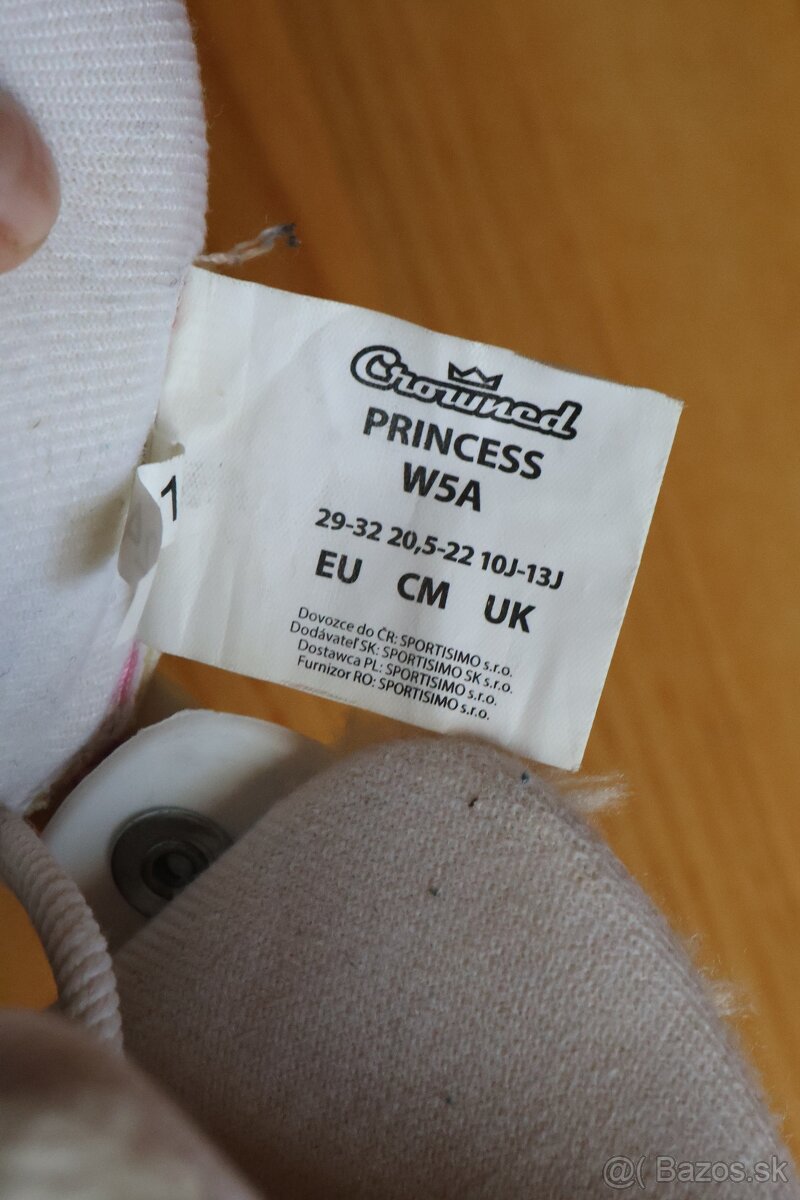 Crowned
PRINCESS
W5A
29-32 20,5-22 10J-13J
EU CM UK
Dovozce do ČR: SPORTISIMO s.r.o.
Dodávateľ SK: SPORTISIMO SK s.r.o.
Dostawca PL: SPORTISIMO s.r.o.
Furnizor RO: SPORTISIMO s.r.o.
1
@( Bazos.sk